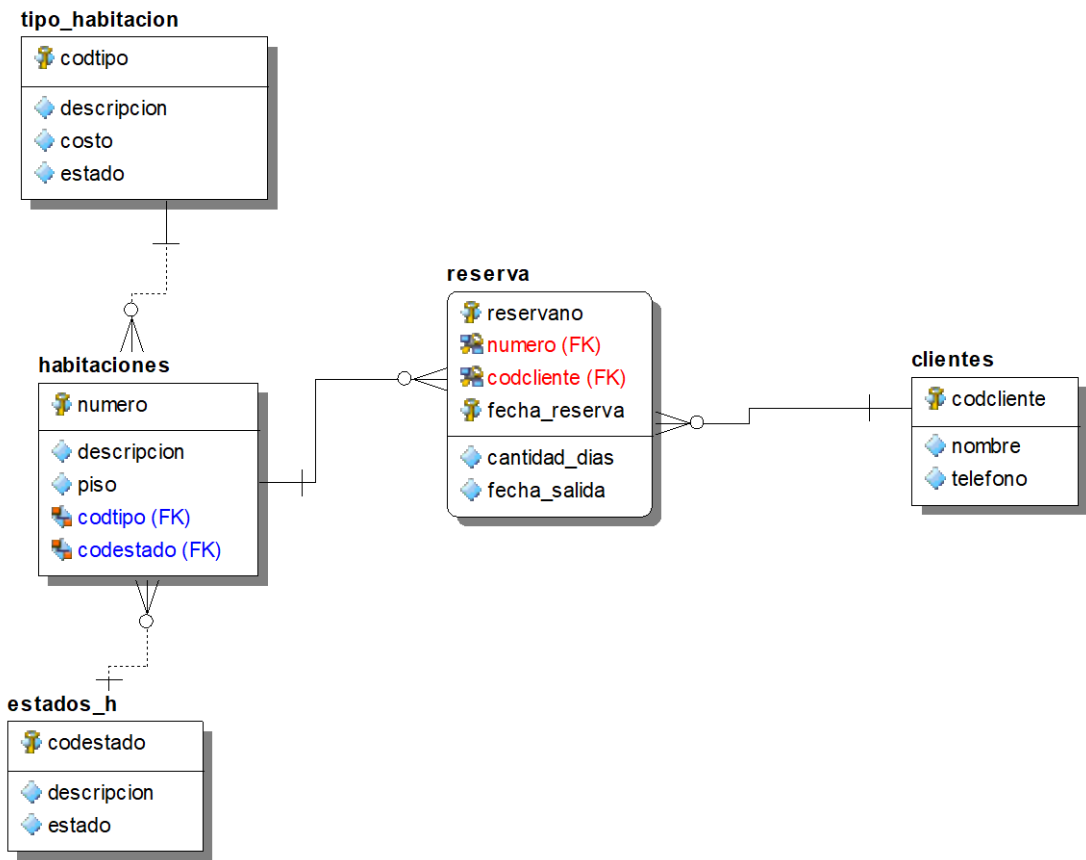 tipo_habitacion
codtipo
descripcion
costo
estado
habitaciones
numero
descripcion
piso
codtipo (FK)
codestado (FK)
estados_h
codestado
descripcion
estado
reserva
reservano
numero (FK)
codcliente (FK)
fecha_reserva
cantidad_dias
fecha_salida
clientes
codcliente
nombre
telefono